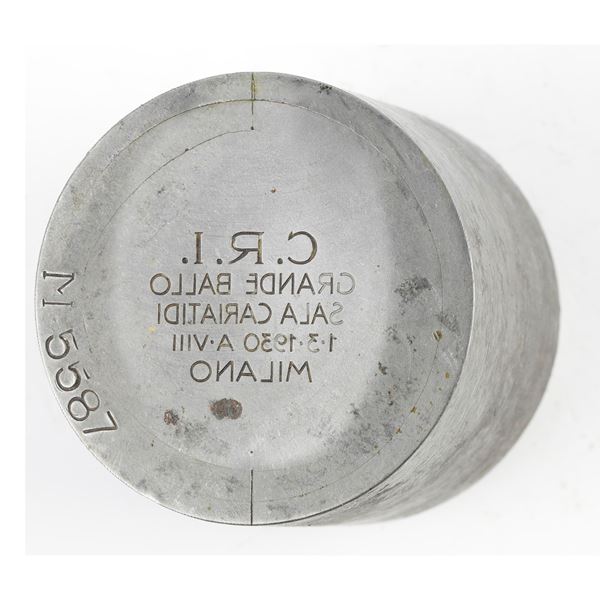 C.R.I.
GRANDE BALLO
SALA CARIATIDI
1·3·1930 A·VIII
MILANO
M 5587